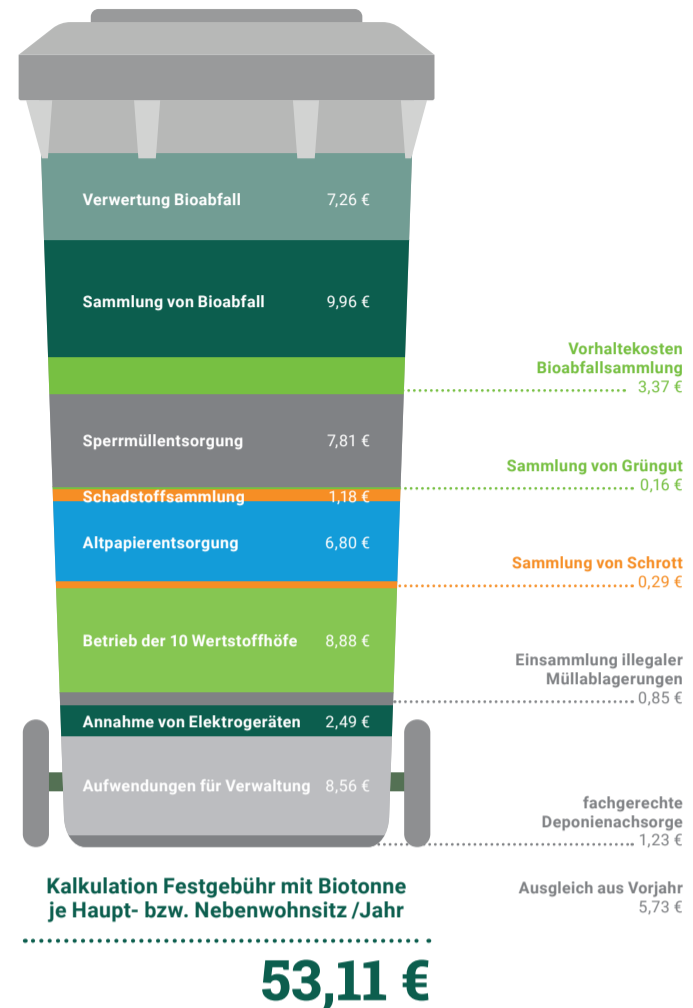 Verwertung Bioabfall 7,26 €
Sammlung von Bioabfall 9,96 €
Vorhaltekosten
Bioabfallsammlung
3,37 €
Sperrmüllentsorgung 7,81 €
Sammlung von Grüngut
0,16 €
Schadstoffsammlung 1,18 €
Altpapierentsorgung 6,80 €
Sammlung von Schrott
0,29 €
Betrieb der 10 Wertstoffhöfe 8,88 €
Einsammlung illegaler
Müllablagerungen
0,85 €
Annahme von Elektrogeräten 2,49 €
Aufwendungen für Verwaltung 8,56 €
fachgerechte
Deponienachsorge
1,23 €
Kalkulation Festgebühr mit Biotonne
je Haupt- bzw. Nebenwohnsitz /Jahr
Ausgleich aus Vorjahr
5,73 €
53,11 €